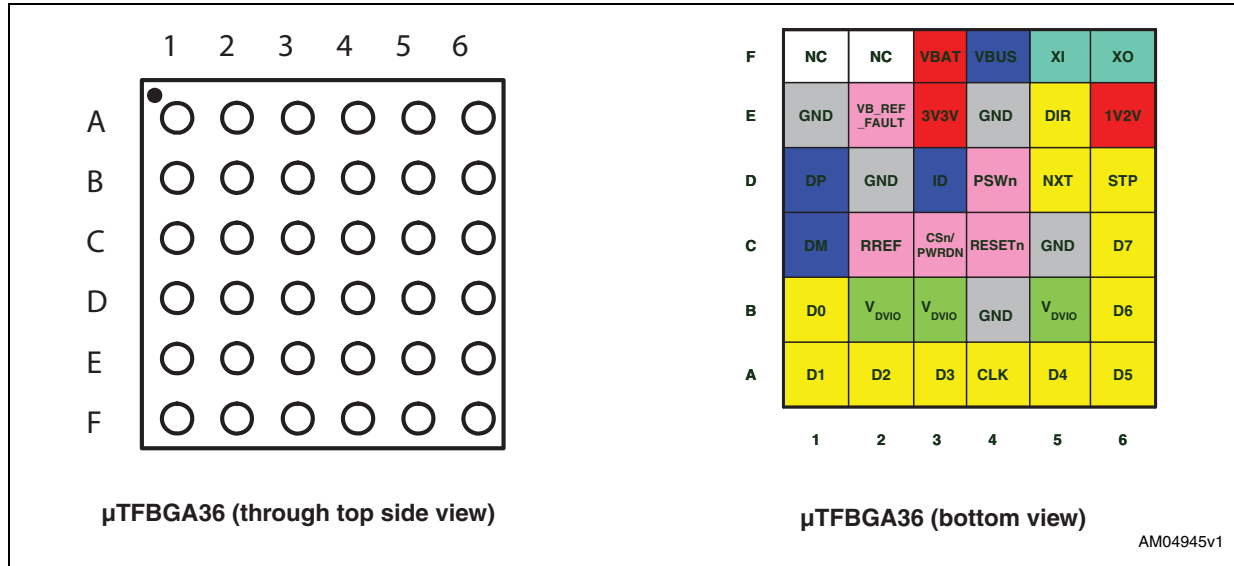 1 2 3 4 5 6
A
B
C
D
E
F
µTFBGA36 (through top side view)
F NC NC VBAT VBUS XI XO
E GND VB_REF _FAULT 3V3V GND DIR 1V2V
D DP GND ID PSWn NXT STP
C DM RREF CSn/ PWRDN RESETn GND D7
B D0 VDVIO VDVIO GND VDVIO D6
A D1 D2 D3 CLK D4 D5
1 2 3 4 5 6
µTFBGA36 (bottom view)
AM04945v1